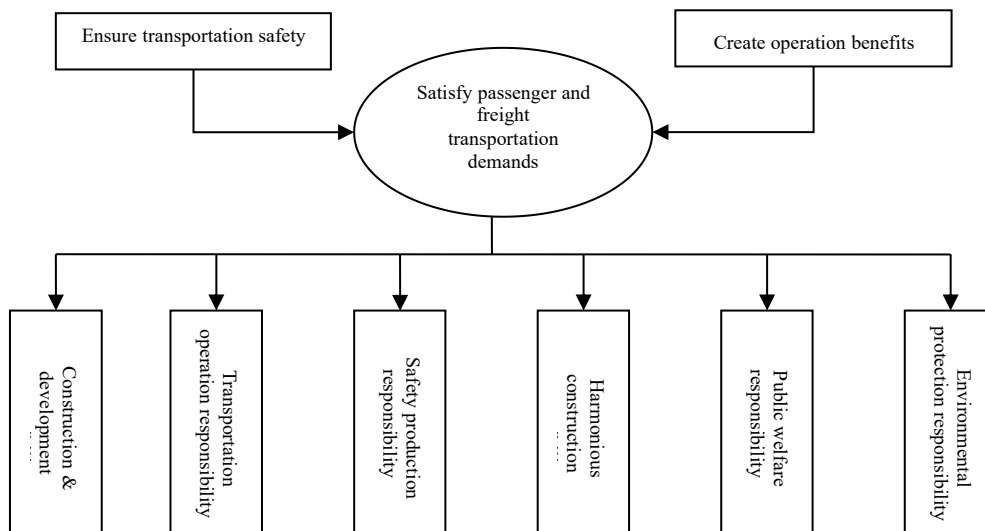 Ensure transportation safety
Create operation benefits
Satisfy passenger and
freight
transportation
demands
Construction &
development
Transportation
operation responsibility
Safety production
responsibility
Harmonious
construction
Public welfare
responsibility
Environmental
protection responsibility